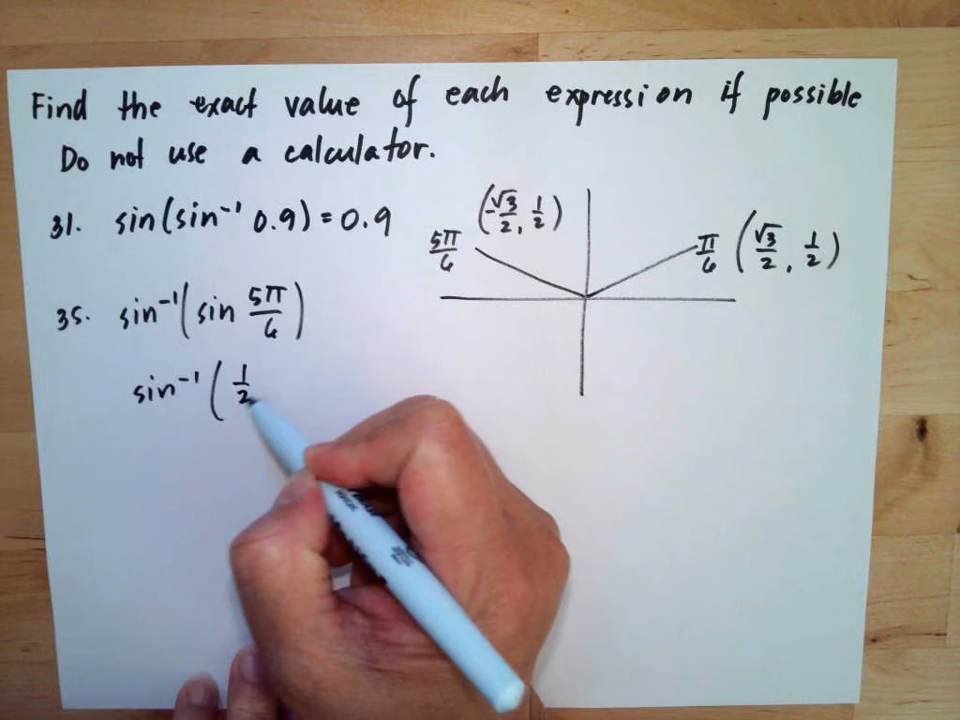 Find the exact value of each expression if possible
Do not use a calculator.
31. sin(sin⁻¹ 0.9) = 0.9
(-√3/2, 1/2)
5π/6
π/6 (√3/2, 1/2)
35. sin⁻¹(sin 5π/6)
sin⁻¹(1/2